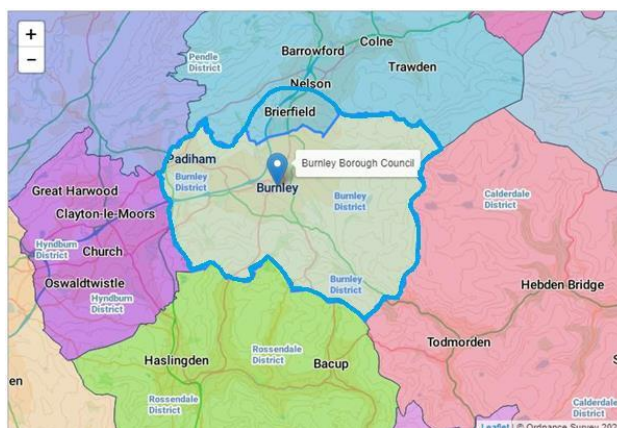 +
−
Colne
Barrowford
Pendle
District
Trawden
Nelson
Brierfield
Burnley Borough Council
Padiham
Burnley
District
Burnley
Burnley
District
Great Harwood
Clayton-le-Moors
Calderdale
District
Hyndburn
District
Church
Oswaldtwistle
Hyndburn
District
Burnley
District
Hebden Bridge
Rossendale
District
Todmorden
Haslingden
Bacup
Rossendale
District
Calderdale
District
en
S
Leaflet | © Ordnance Survey 202